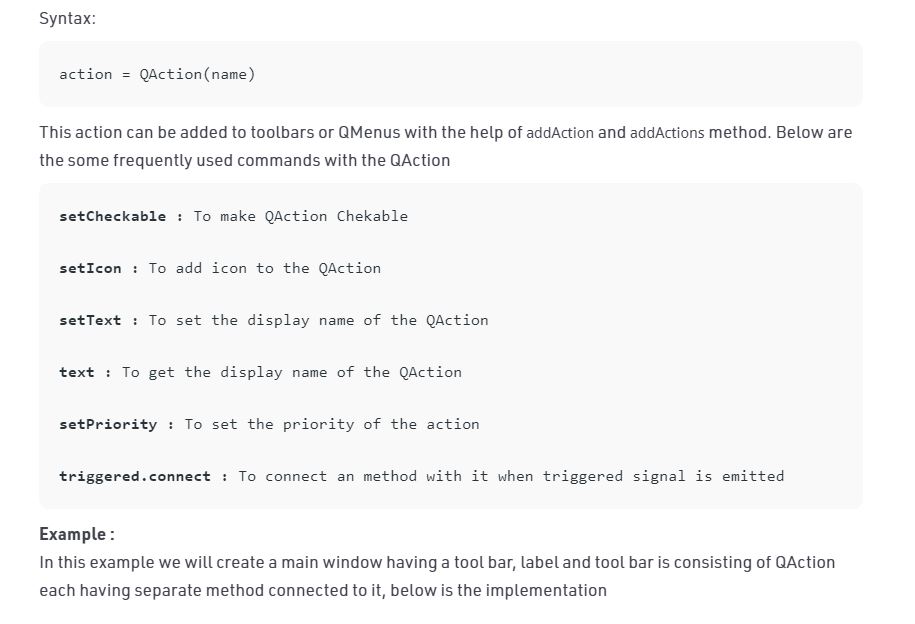 Syntax:
action = QAction(name)
This action can be added to toolbars or QMenus with the help of addAction and addActions method. Below are
the some frequently used commands with the QAction
setCheckable : To make QAction Chekable
setIcon : To add icon to the QAction
setText : To set the display name of the QAction
text : To get the display name of the QAction
setPriority : To set the priority of the action
triggered.connect : To connect an method with it when triggered signal is emitted
Example :
In this example we will create a main window having a tool bar, label and tool bar is consisting of QAction
each having separate method connected to it, below is the implementation